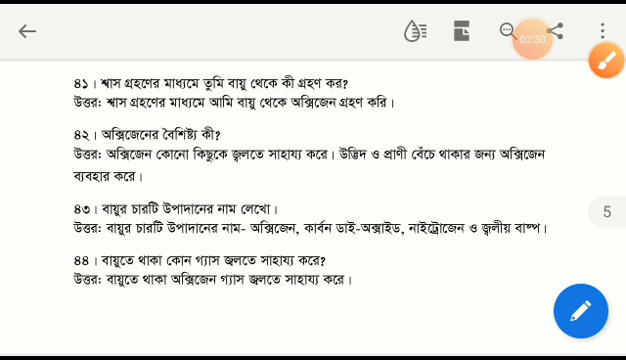 02:30
৪১। শ্বাস গ্রহণের মাধ্যমে তুমি বায়ু থেকে কী গ্রহণ কর?
উত্তর: শ্বাস গ্রহণের মাধ্যমে আমি বায়ু থেকে অক্সিজেন গ্রহণ করি।
৪২। অক্সিজেনের বৈশিষ্ট্য কী?
উত্তর: অক্সিজেন কোনো কিছুকে জ্বলতে সাহায্য করে। উদ্ভিদ ও প্রাণী বেঁচে থাকার জন্য অক্সিজেন
ব্যবহার করে।
৪৩। বায়ুর চারটি উপাদানের নাম লেখো।
5
উত্তর: বায়ুর চারটি উপাদানের নাম- অক্সিজেন, কার্বন ডাই-অক্সাইড, নাইট্রোজেন ও জ্বলীয় বাষ্প।
৪৪। বায়ুতে থাকা কোন গ্যাস জ্বলতে সাহায্য করে?
উত্তর: বায়ুতে থাকা অক্সিজেন গ্যাস জ্বলতে সাহায্য করে।